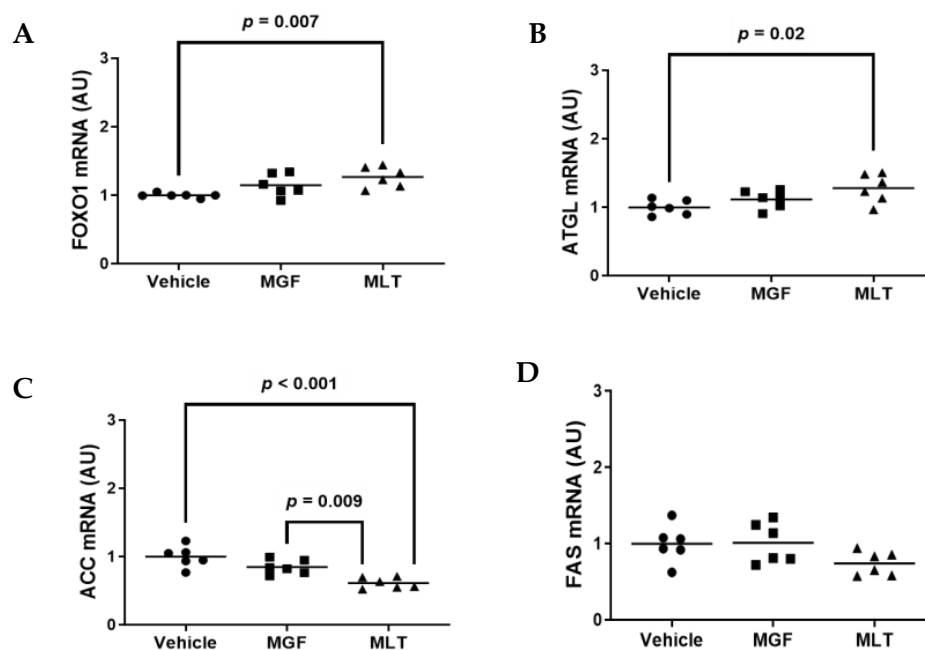 A
p = 0.007
FOXO1 mRNA (AU)
3
2
1
0
Vehicle MGF MLT
B
p = 0.02
ATGL mRNA (AU)
3
2
1
0
Vehicle MGF MLT
C
p < 0.001
p = 0.009
ACC mRNA (AU)
3
2
1
0
Vehicle MGF MLT
D
FAS mRNA (AU)
3
2
1
0
Vehicle MGF MLT